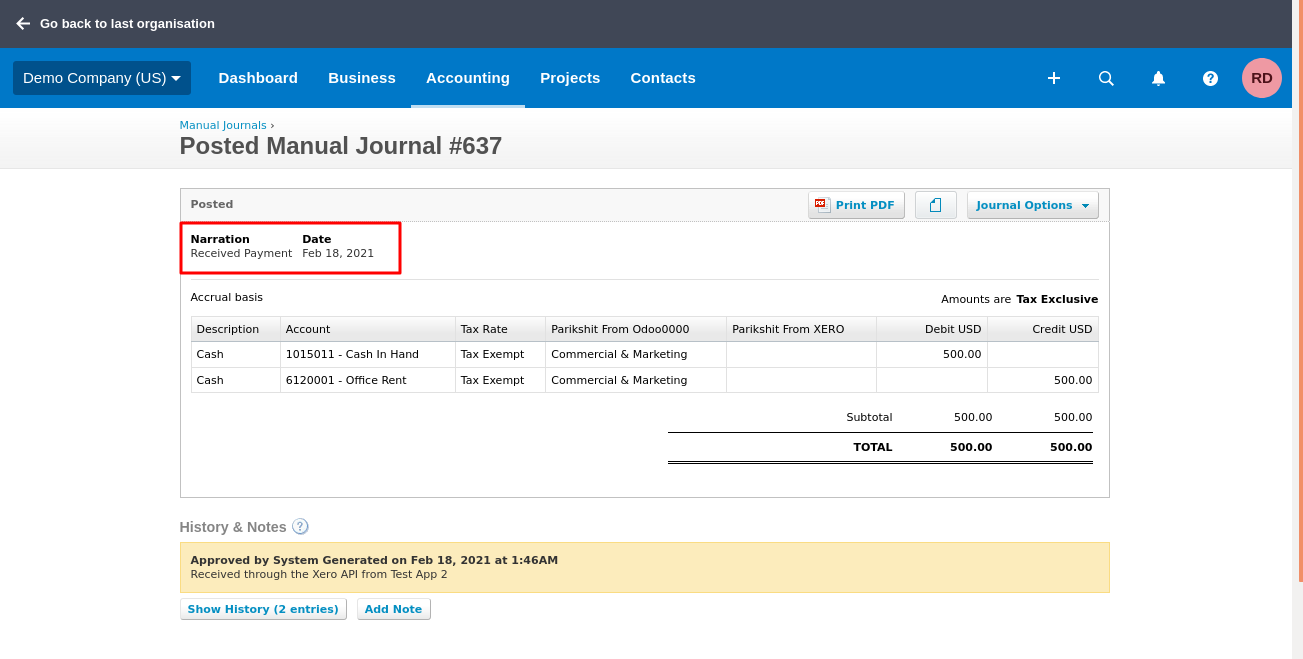 Go back to last organisation
Demo Company (US) Dashboard Business Accounting Projects Contacts RD
Manual Journals ›
Posted Manual Journal #637
Posted Print PDF Journal Options
Narration Date
Received Payment Feb 18, 2021
Accrual basis Amounts are Tax Exclusive
Description Account Tax Rate Parikshit From Odoo0000 Parikshit From XERO Debit USD Credit USD
Cash 1015011 - Cash In Hand Tax Exempt Commercial & Marketing 500.00
Cash 6120001 - Office Rent Tax Exempt Commercial & Marketing 500.00
Subtotal 500.00 500.00
TOTAL 500.00 500.00
History & Notes ?
Approved by System Generated on Feb 18, 2021 at 1:46AM
Received through the Xero API from Test App 2
Show History (2 entries) Add Note